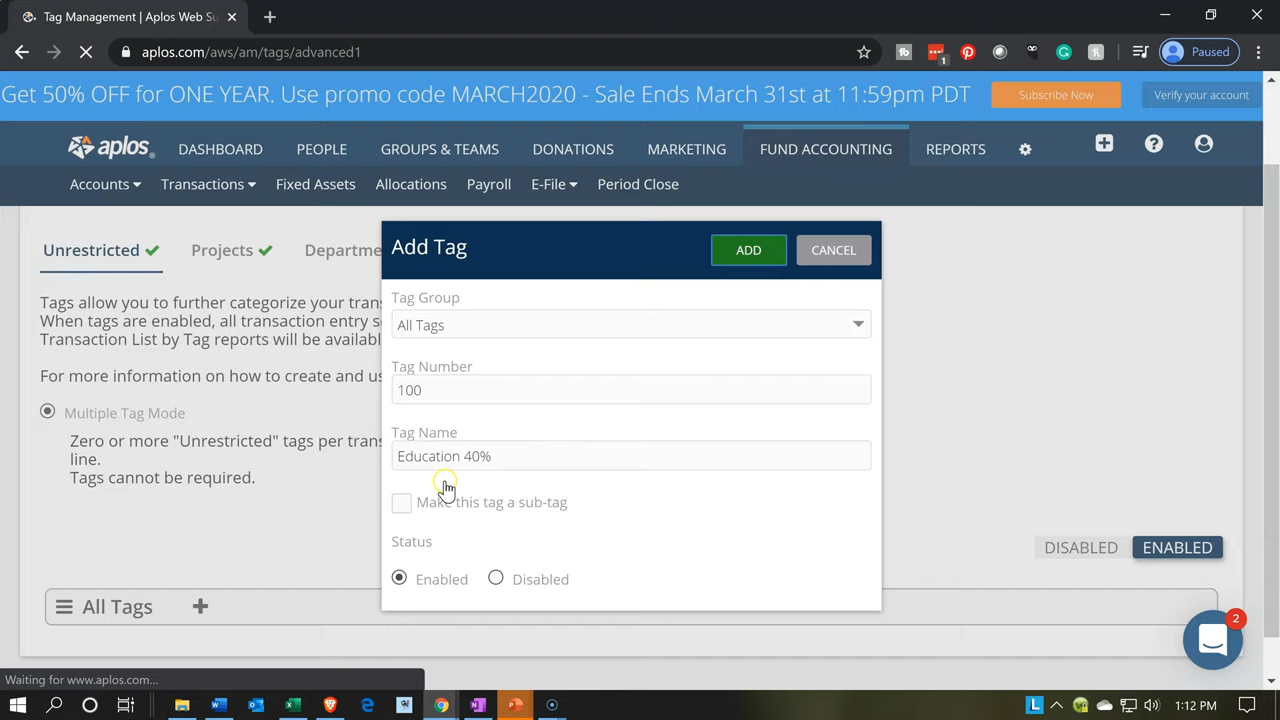 Tag Management | Aplos Web Su
aplos.com/aws/am/tags/advanced1
1
Paused
Get 50% OFF for ONE YEAR. Use promo code MARCH2020 - Sale Ends March 31st at 11:59pm PDT
Subscribe Now
Verify your account
aplos
DASHBOARD
PEOPLE
GROUPS & TEAMS
DONATIONS
MARKETING
FUND ACCOUNTING
REPORTS
Accounts
Transactions
Fixed Assets
Allocations
Payroll
E-File
Period Close
Unrestricted
Projects
Departme
Tags allow you to further categorize your tran
When tags are enabled, all transaction entry s
Transaction List by Tag reports will be availab
For more information on how to create and us
Multiple Tag Mode
Zero or more "Unrestricted" tags per trans
line.
Tags cannot be required.
Add Tag
ADD
CANCEL
Tag Group
All Tags
Tag Number
100
Tag Name
Education 40%
Make this tag a sub-tag
Status
Enabled
Disabled
DISABLED
ENABLED
All Tags
2
Waiting for www.aplos.com...
L
1:12 PM